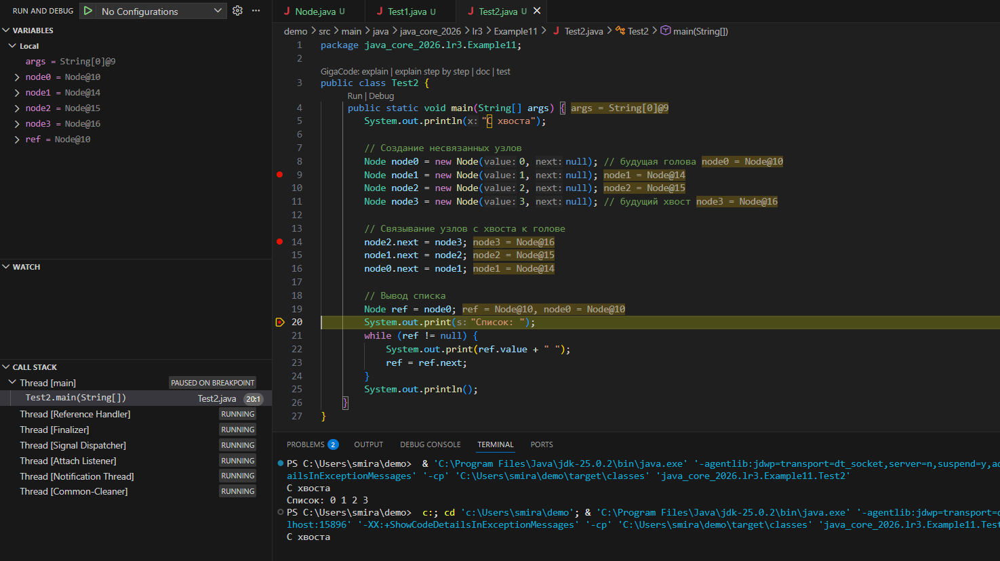 RUN AND DEBUG No Configurations
VARIABLES
Local
args = String[0]@9
node0 = Node@10
node1 = Node@14
node2 = Node@15
node3 = Node@16
ref = Node@10
WATCH
CALL STACK
Thread [main] PAUSED ON BREAKPOINT
Test2.main(String[]) Test2.java 20:1
Thread [Reference Handler] RUNNING
Thread [Finalizer] RUNNING
Thread [Signal Dispatcher] RUNNING
Thread [Attach Listener] RUNNING
Thread [Notification Thread] RUNNING
Thread [Common-Cleaner] RUNNING
Node.java U Test1.java U Test2.java U
demo > src > main > java > java_core_2026 > lr3 > Example11 > Test2.java > Test2 > main(String[])
1 package java_core_2026.lr3.Example11;
2
GigaCode: explain | explain step by step | doc | test
3 public class Test2 {
Run | Debug
4 public static void main(String[] args) { args = String[0]@9
5 System.out.println(x: "С хвоста");
6
7 // Создание несвязанных узлов
8 Node node0 = new Node(value: 0, next: null); // будущая голова node0 = Node@10
9 Node node1 = new Node(value: 1, next: null); node1 = Node@14
10 Node node2 = new Node(value: 2, next: null); node2 = Node@15
11 Node node3 = new Node(value: 3, next: null); // будущий хвост node3 = Node@16
12
13 // Связывание узлов с хвоста к голове
14 node2.next = node3; node3 = Node@16
15 node1.next = node2; node2 = Node@15
16 node0.next = node1; node1 = Node@14
17
18 // Вывод списка
19 Node ref = node0; ref = Node@10, node0 = Node@10
20 System.out.print(s: "Список: ");
21 while (ref != null) {
22 System.out.print(ref.value + " ");
23 ref = ref.next;
24 }
25 System.out.println();
26 }
27 }
PROBLEMS 2 OUTPUT DEBUG CONSOLE TERMINAL PORTS
PS C:\Users\smira\demo> & 'C:\Program Files\Java\jdk-25.0.2\bin\java.exe' '-agentlib:jdwp=transport=dt_socket,server=n,suspend=y,ad
ailsInExceptionMessages' '-cp' 'C:\Users\smira\demo\target\classes' 'java_core_2026.lr3.Example11.Test2'
С хвоста
Список: 0 1 2 3
PS C:\Users\smira\demo> c:; cd 'c:\Users\smira\demo'; & 'C:\Program Files\Java\jdk-25.0.2\bin\java.exe' '-agentlib:jdwp=transport=d
lhost:15896' '-XX:+ShowCodeDetailsInExceptionMessages' '-cp' 'C:\Users\smira\demo\target\classes' 'java_core_2026.lr3.Example11.Test
С хвоста